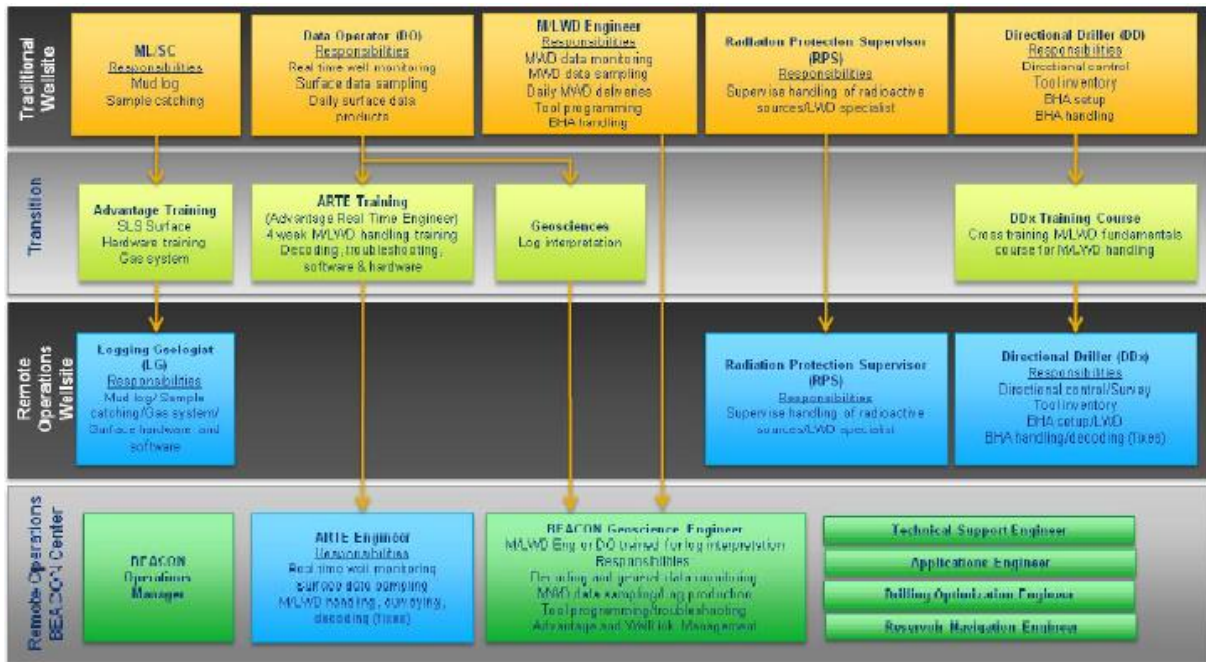 Traditional
Wellsite
ML/SC
Responsibilities
Mud log
Sample catching
Data Operator (DO)
Responsibilities
Real time well monitoring
Surface data sampling
Daily surface data
products
M/LWD Engineer
Responsibilities
MWD data monitoring
MWD data sampling
Daily MWD deliveries
Tool programming
BHA handling
Radiation Protection Supervisor
(RPS)
Responsibilities
Supervise handling of radioactive
sources/LWD specialist
Directional Driller (DD)
Responsibilities
Directional control
Tool inventory
BHA setup
BHA handling
Transition
Advantage Training
SLS Surface
Hardware training
Gas system
ARTE Training
(Advantage Real Time Engineer)
4 week M/LWD handling training
Decoding, troubleshooting,
software & hardware
Geosciences
Log interpretation
DDx Training Course
Cross training M/LWD fundamentals
course for M/LWD handling
Remote
Operations
Wellsite
Logging Geologist
(LG)
Responsibilities
Mud log/ Sample
catching/Gas system/
Surface hardware and
software
Radiation Protection Supervisor
(RPS)
Responsibilities
Supervise handling of radioactive
sources/LWD specialist
Directional Driller (DDx)
Responsibilities
Directional control/Survey
Tool inventory
BHA setup/LWD
BHA handling/decoding (fixes)
Remote Operations
BEACON Center
BEACON
Operations
Manager
ARTE Engineer
Responsibilities
Real time well monitoring
Surface data sampling
M/LWD handling, surveying,
decoding (fixes)
BEACON Geoscience Engineer
M/LWD Eng or DO trained for log interpretation
Responsibilities
Decoding and general data monitoring
MWD data sampling/log production
Tool programming/troubleshooting
Advantage and WellLink Management
Technical Support Engineer
Applications Engineer
Drilling Optimization Engineer
Reservoir Navigation Engineer